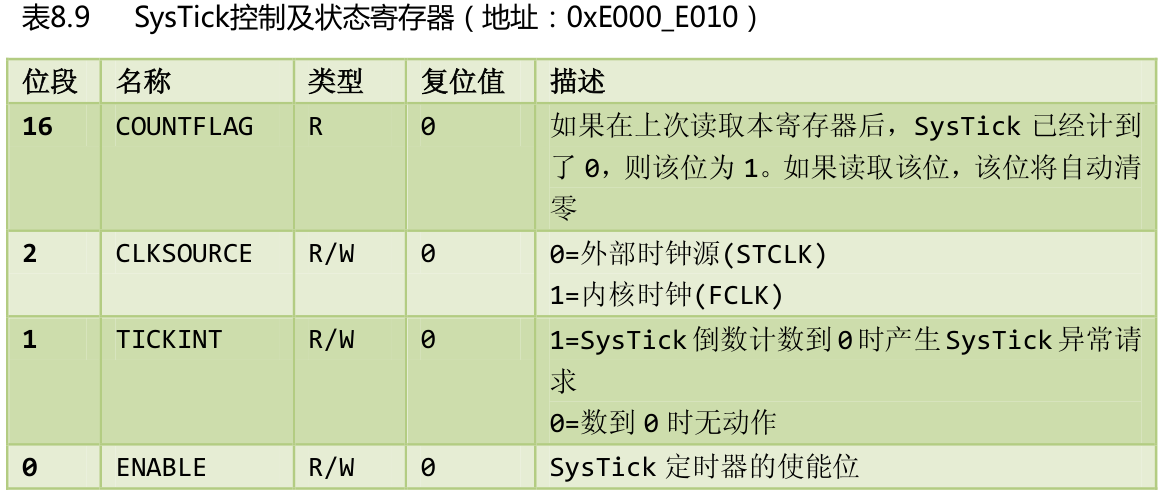 表8.9 SysTick控制及状态寄存器（地址：0xE000_E010）
位段 名称 类型 复位值 描述
16 COUNTFLAG R 0 如果在上次读取本寄存器后，SysTick 已经计到
了 0，则该位为 1。如果读取该位，该位将自动清
零
2 CLKSOURCE R/W 0 0=外部时钟源(STCLK)
1=内核时钟(FCLK)
1 TICKINT R/W 0 1=SysTick 倒数计数到 0 时产生 SysTick 异常请
求
0=数到 0 时无动作
0 ENABLE R/W 0 SysTick 定时器的使能位